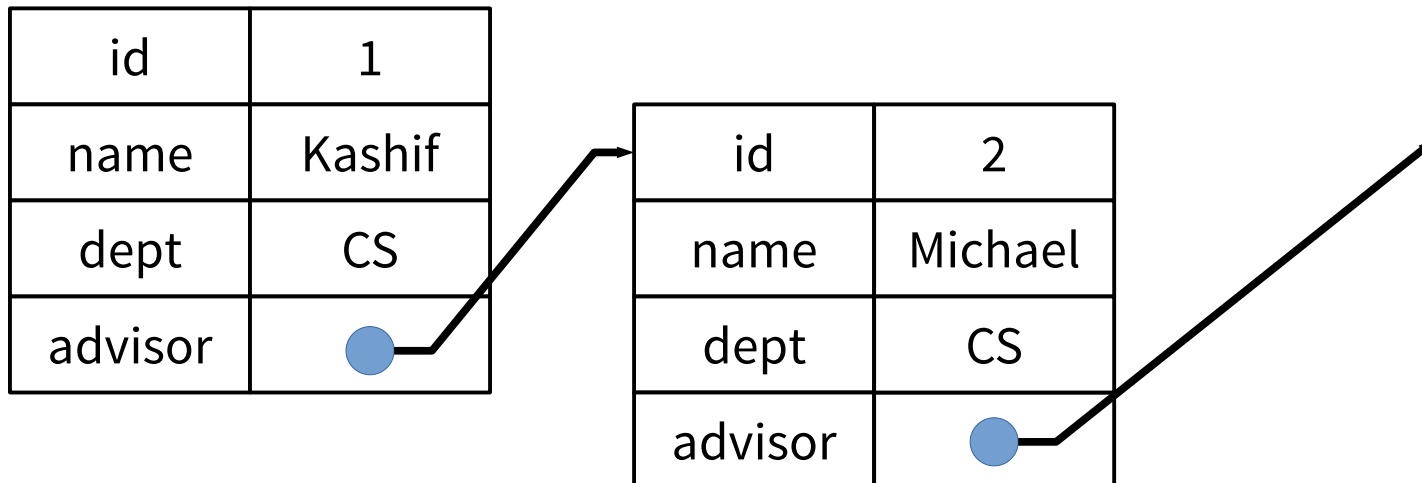 id 1
name Kashif
dept CS
advisor
id 2
name Michael
dept CS
advisor